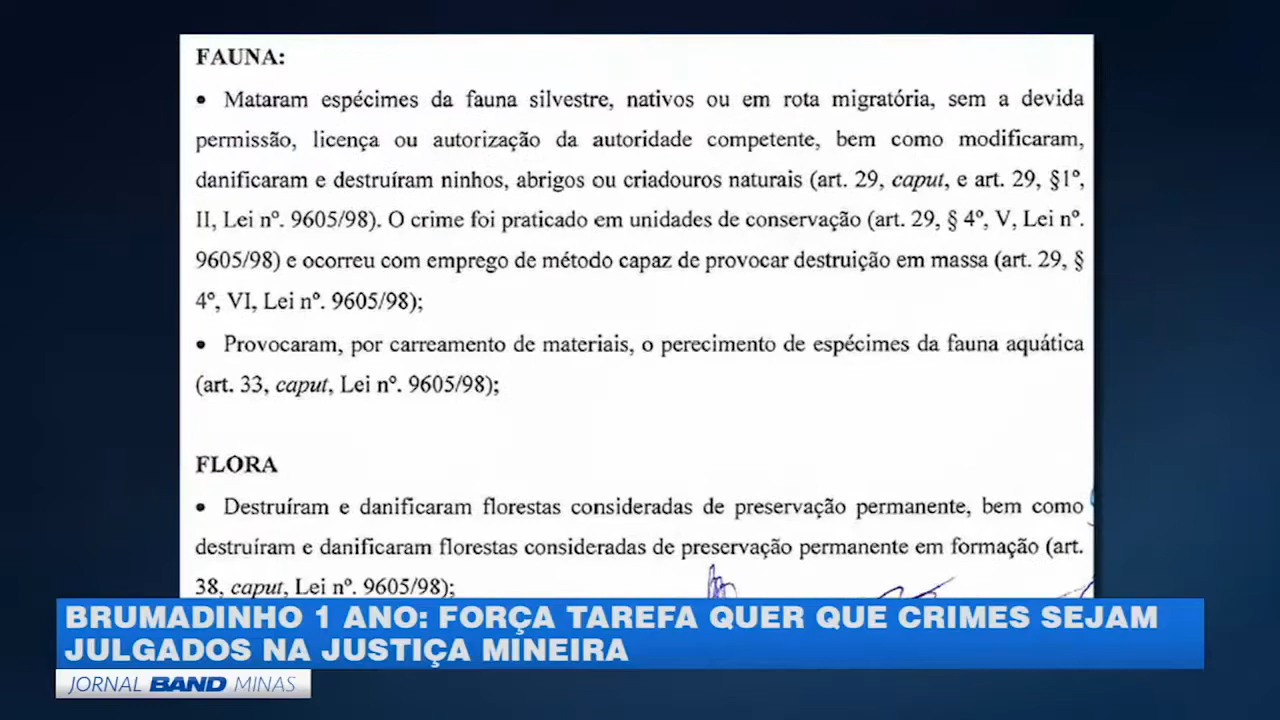 FAUNA:
• Mataram espécimes da fauna silvestre, nativos ou em rota migratória, sem a devida
permissão, licença ou autorização da autoridade competente, bem como modificaram,
danificaram e destruíram ninhos, abrigos ou criadouros naturais (art. 29, caput, e art. 29, §1º,
II, Lei nº. 9605/98). O crime foi praticado em unidades de conservação (art. 29, § 4º, V, Lei nº.
9605/98) e ocorreu com emprego de método capaz de provocar destruição em massa (art. 29, §
4º, VI, Lei nº. 9605/98);
• Provocaram, por carreamento de materiais, o perecimento de espécimes da fauna aquática
(art. 33, caput, Lei nº. 9605/98);
FLORA
• Destruíram e danificaram florestas consideradas de preservação permanente, bem como
destruíram e danificaram florestas consideradas de preservação permanente em formação (art.
38, caput, Lei nº. 9605/98);
BRUMADINHO 1 ANO: FORÇA TAREFA QUER QUE CRIMES SEJAM
JULGADOS NA JUSTIÇA MINEIRA
JORNAL BAND MINAS